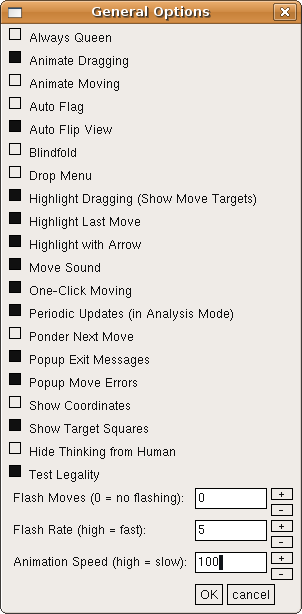 General Options
Always Queen
Animate Dragging
Animate Moving
Auto Flag
Auto Flip View
Blindfold
Drop Menu
Highlight Dragging (Show Move Targets)
Highlight Last Move
Highlight with Arrow
Move Sound
One-Click Moving
Periodic Updates (in Analysis Mode)
Ponder Next Move
Popup Exit Messages
Popup Move Errors
Show Coordinates
Show Target Squares
Hide Thinking from Human
Test Legality
Flash Moves (0 = no flashing): 0 + -
Flash Rate (high = fast): 5 + -
Animation Speed (high = slow): 100 + -
OK cancel